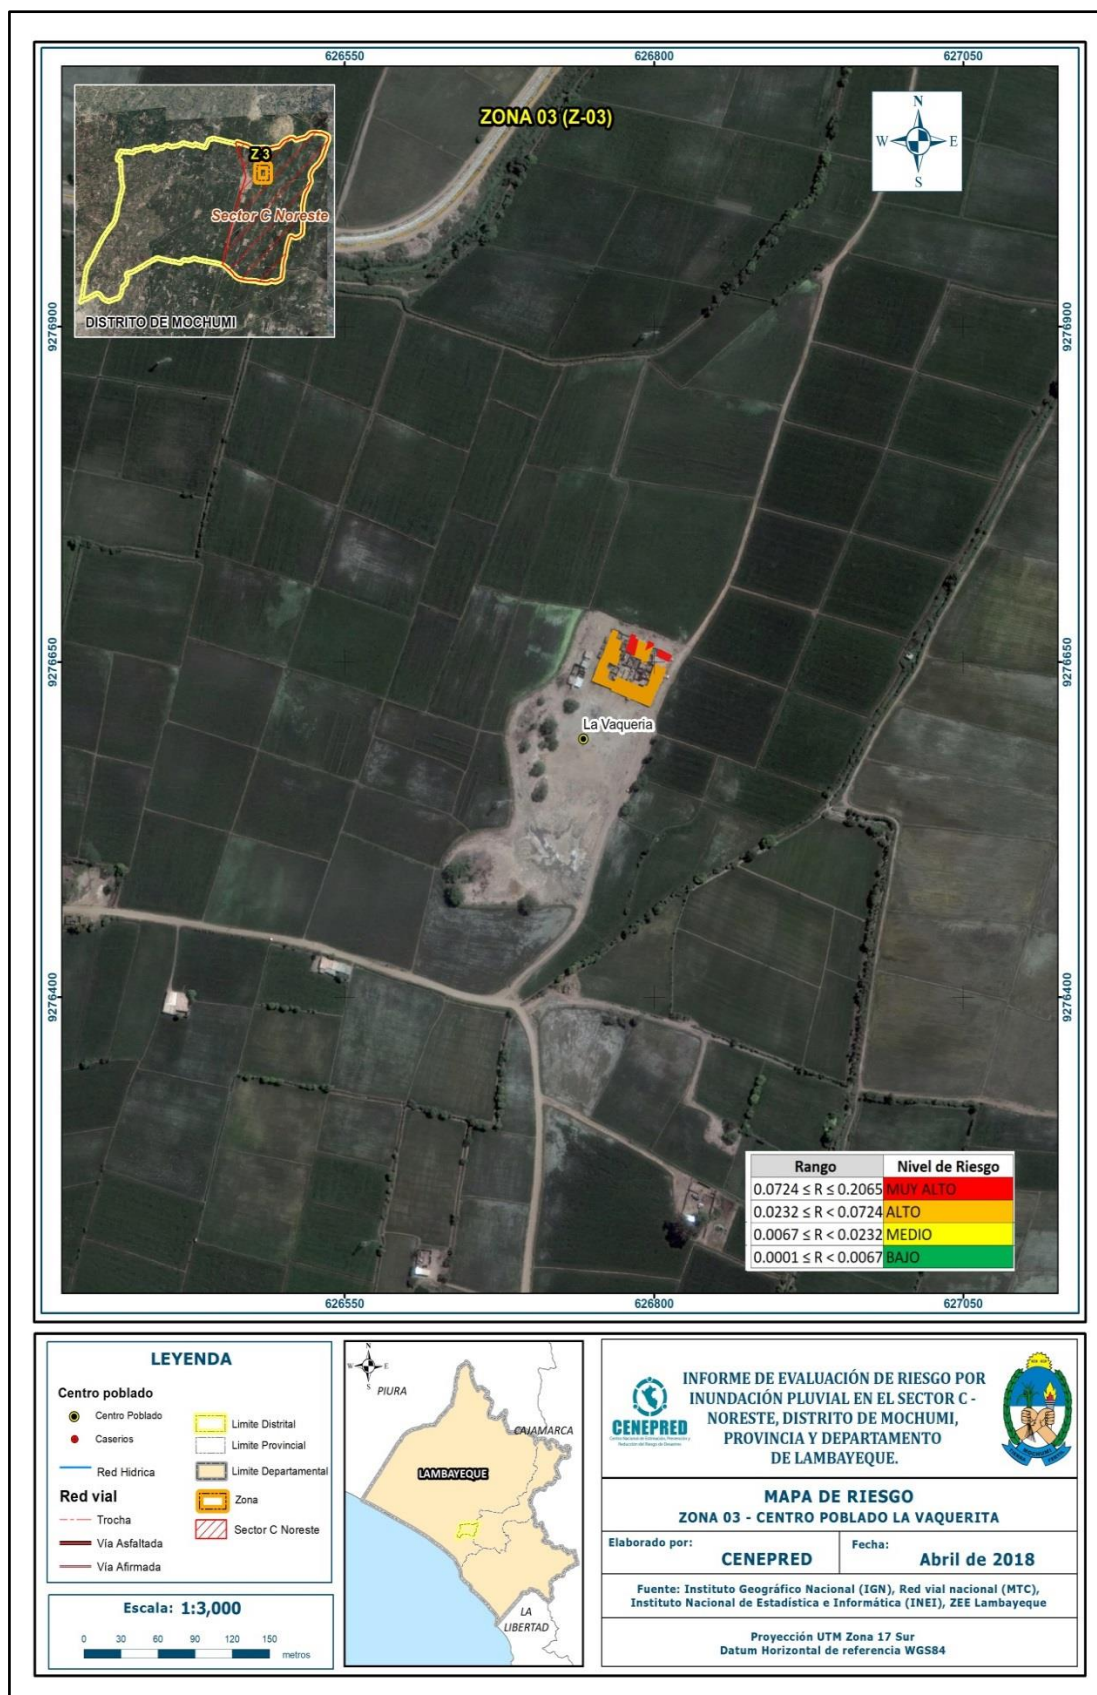 626550
626800
627050
ZONA 03 (Z-03)
N
W
E
S
Z 3
Sector C Noreste
DISTRITO DE MOCHUMI
9276900
9276900
9276650
9276650
La Vaqueria
9276400
9276400
Rango Nivel de Riesgo
0.0724 ≤ R ≤ 0.2065 MUY ALTO
0.0232 ≤ R < 0.0724 ALTO
0.0067 ≤ R < 0.0232 MEDIO
0.0001 ≤ R < 0.0067 BAJO
626550
626800
627050
LEYENDA
Centro poblado
Centro Poblado
Caserios
Red Hidrica
Red vial
Trocha
Vía Asfaltada
Vía Afirmada
Limite Distrital
Limite Provincial
Limite Departamental
Zona
Sector C Noreste
Escala: 1:3,000
0 30 60 90 120 150
metros
N
W
E
S
PIURA
CAJAMARCA
LAMBAYEQUE
LA
LIBERTAD
CENEPRED
INFORME DE EVALUACIÓN DE RIESGO POR
INUNDACIÓN PLUVIAL EN EL SECTOR C -
NORESTE, DISTRITO DE MOCHUMI,
PROVINCIA Y DEPARTAMENTO
DE LAMBAYEQUE.
MOCHUMI
MAPA DE RIESGO
ZONA 03 - CENTRO POBLADO LA VAQUERITA
Elaborado por:
CENEPRED
Fecha:
Abril de 2018
Fuente: Instituto Geográfico Nacional (IGN), Red vial nacional (MTC),
Instituto Nacional de Estadística e Informática (INEI), ZEE Lambayeque
Proyección UTM Zona 17 Sur
Datum Horizontal de referencia WGS84